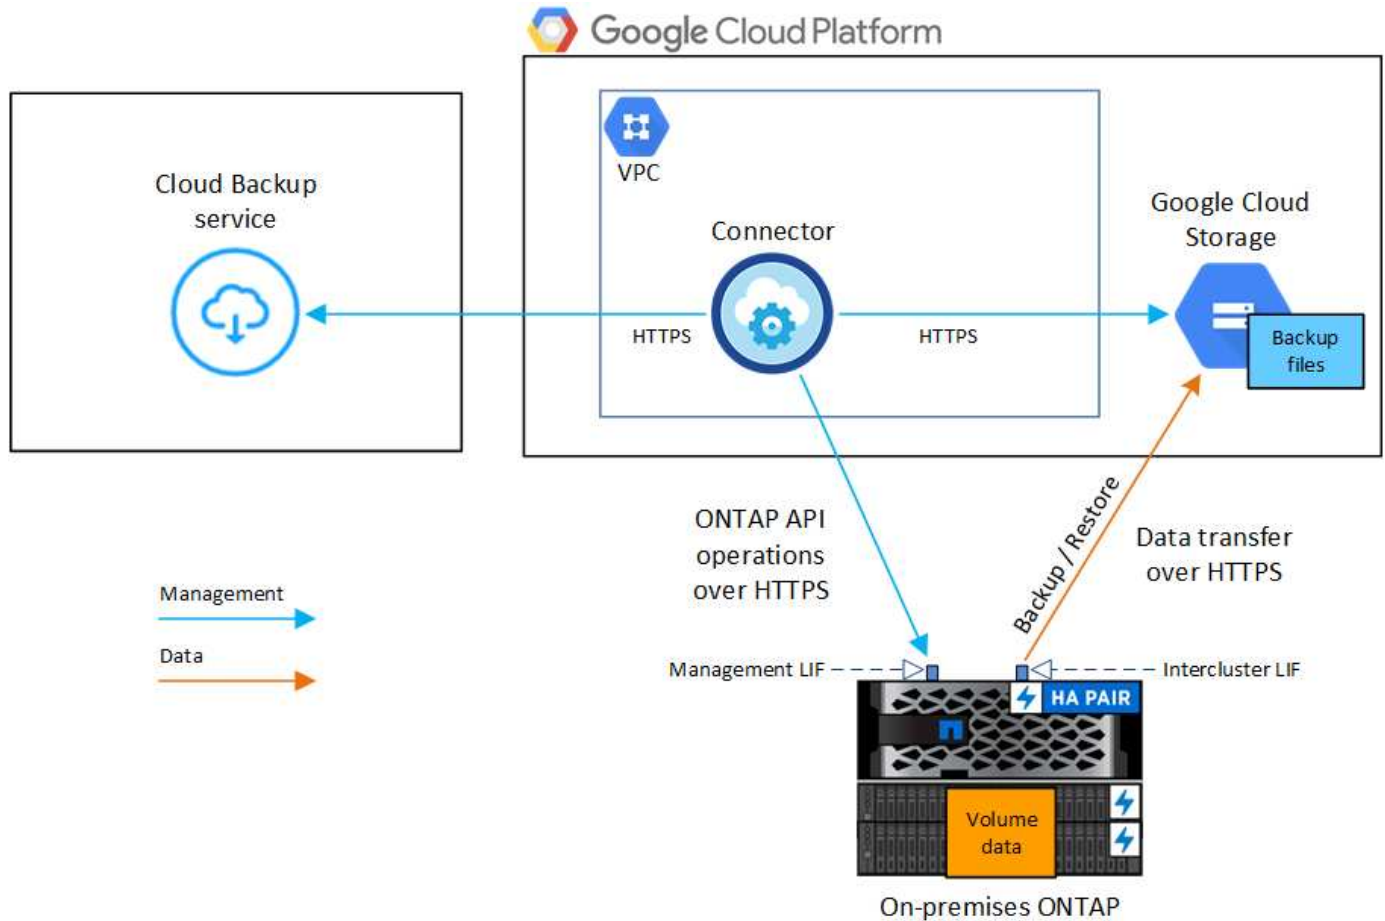 Google Cloud Platform
VPC
Cloud Backup
service
Connector
Google Cloud
Storage
HTTPS
HTTPS
Backup
files
ONTAP API
operations
over HTTPS
Backup / Restore
Data transfer
over HTTPS
Management
Data
Management LIF
Intercluster LIF
HA PAIR
Volume
data
On-premises ONTAP